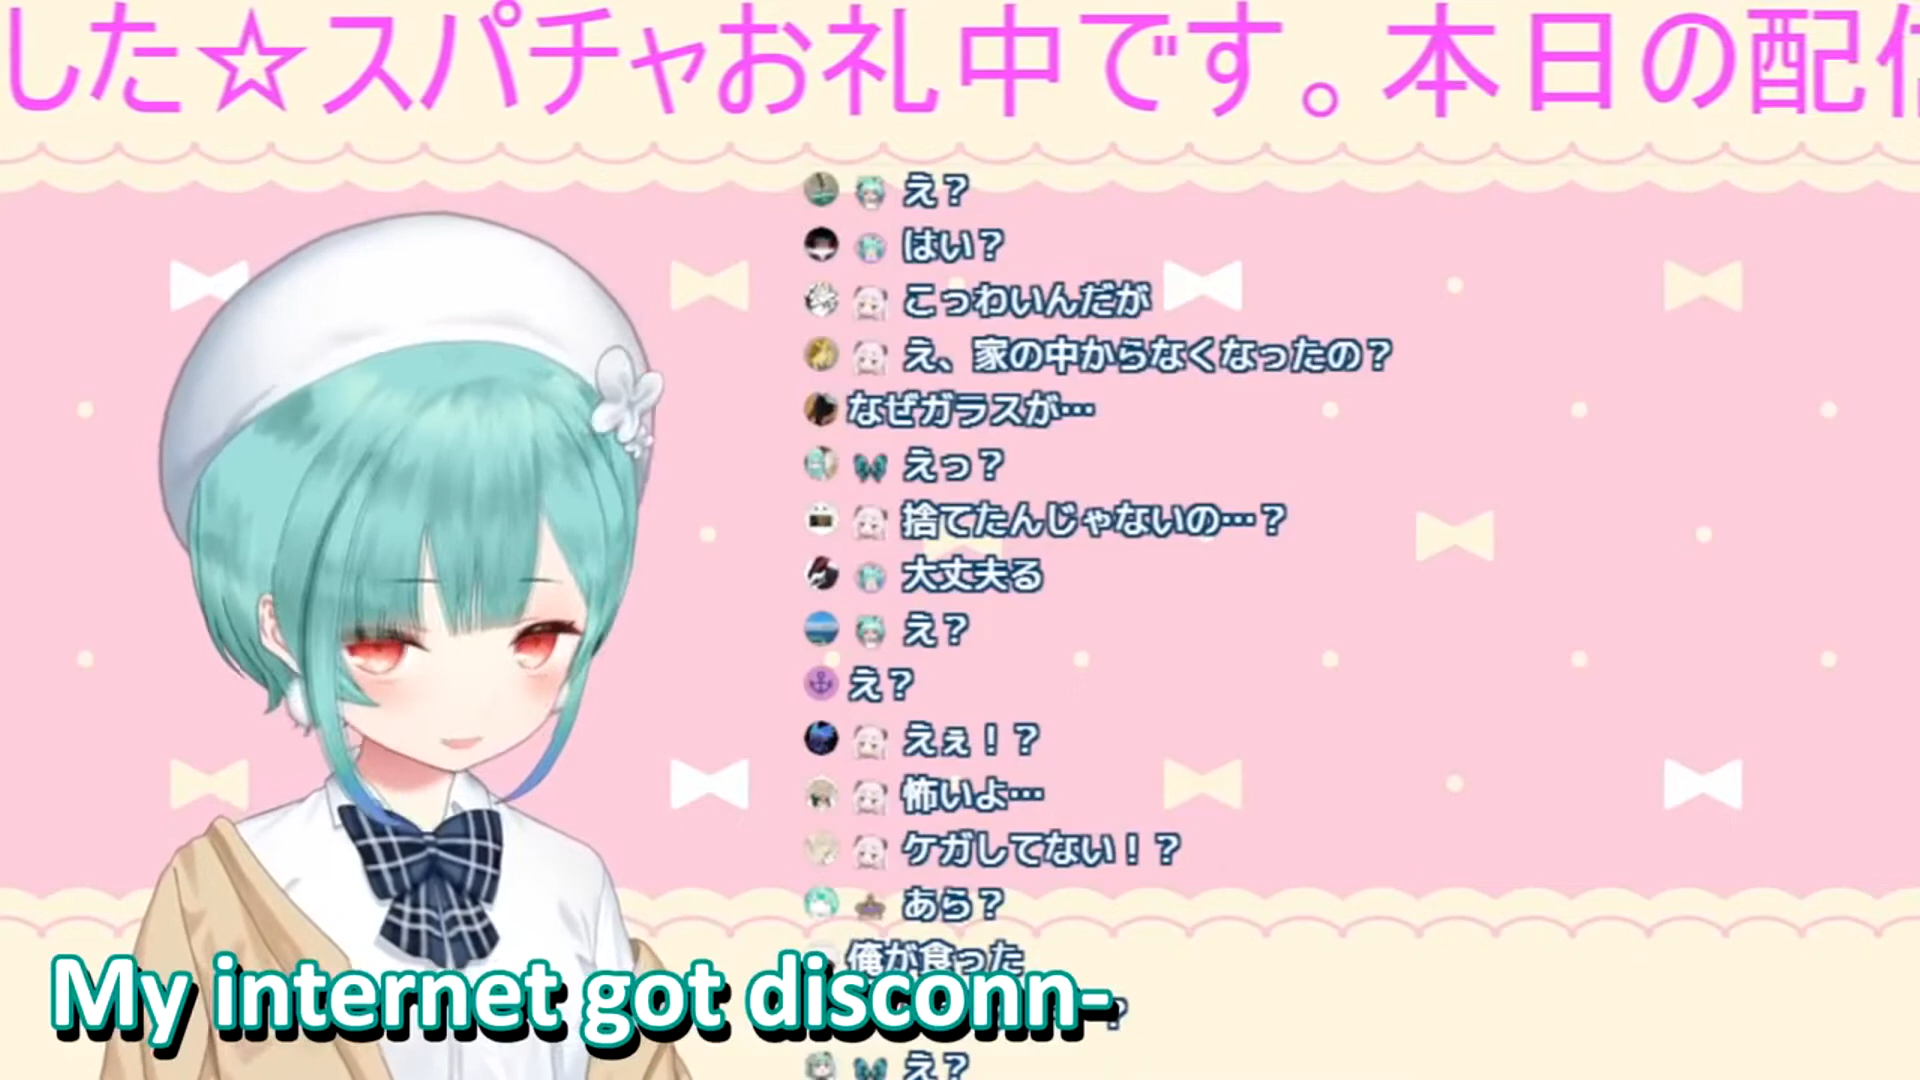 した☆スパチャお礼中です。本日の配信
え？
はい？
こっわいんだが
え、家の中からなくなったの？
なぜガラスが…
えっ？
捨てたんじゃないの…？
大丈夫る
え？
え？
えぇ！？
怖いよ…
ケガしてない！？
あら？
俺が食った
My internet got disconn-
？
え？